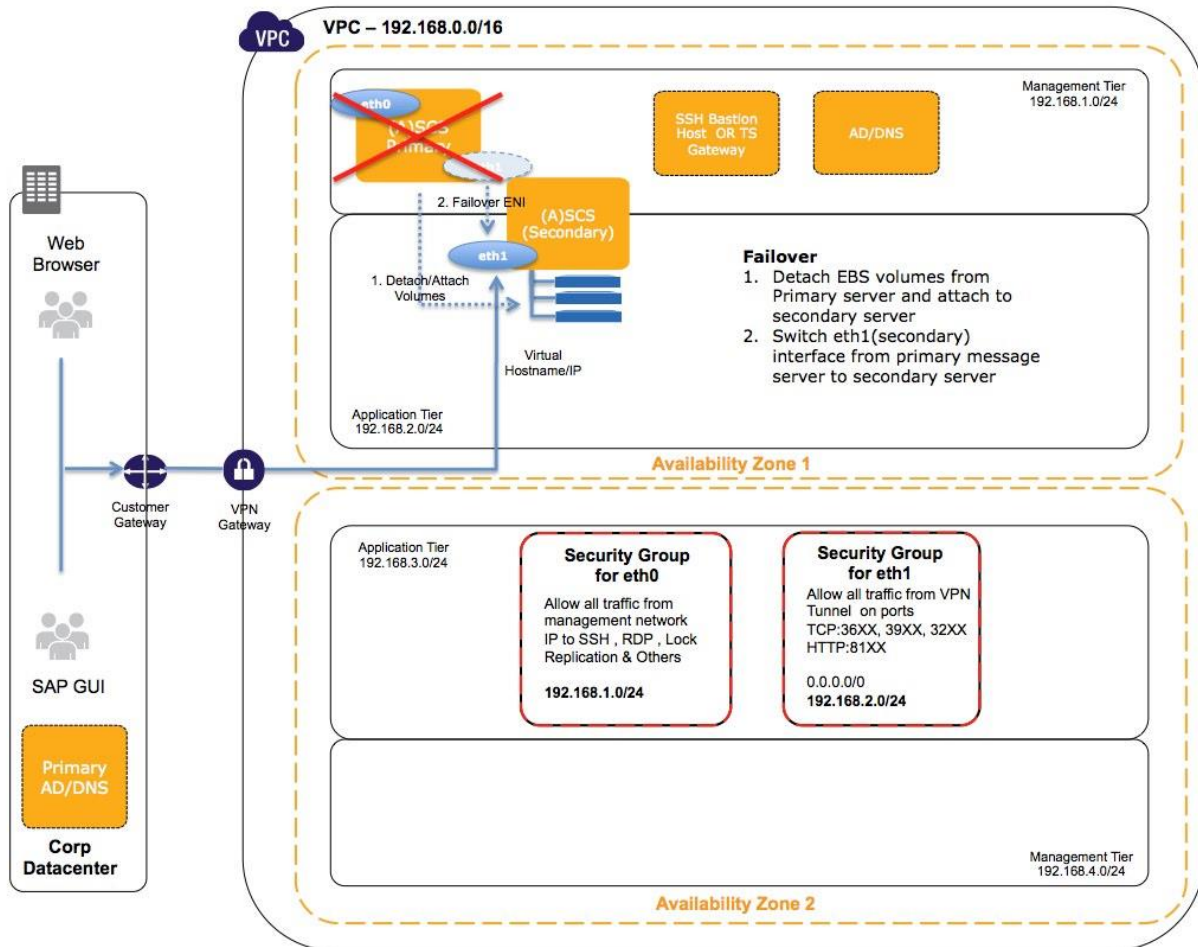 VPC
VPC – 192.168.0.0/16
Management Tier
192.168.1.0/24
eth0
(A)SCS
Primary
eth1
SSH Bastion
Host OR TS
Gateway
AD/DNS
2. Failover ENI
(A)SCS
(Secondary)
eth1
1. Detach/Attach
Volumes
Virtual
Hostname/IP
Failover
1. Detach EBS volumes from
Primary server and attach to
secondary server
2. Switch eth1(secondary)
interface from primary message
server to secondary server
Application Tier
192.168.2.0/24
Availability Zone 1
Web
Browser
Customer
Gateway
VPN
Gateway
SAP GUI
Primary
AD/DNS
Corp
Datacenter
Application Tier
192.168.3.0/24
Security Group
for eth0
Allow all traffic from
management network
IP to SSH , RDP , Lock
Replication & Others
192.168.1.0/24
Security Group
for eth1
Allow all traffic from VPN
Tunnel on ports
TCP:36XX, 39XX, 32XX
HTTP:81XX
0.0.0.0/0
192.168.2.0/24
Management Tier
192.168.4.0/24
Availability Zone 2